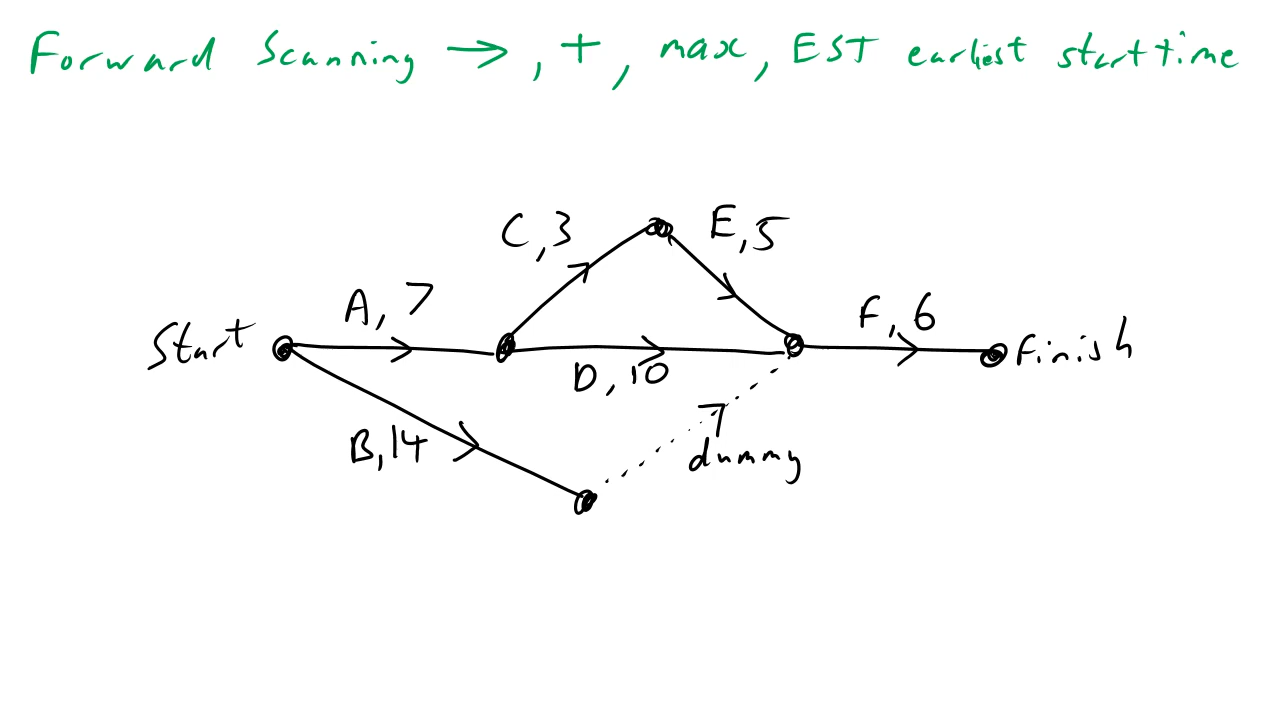 Forward Scanning →, +, max, EST earliest start time
C,3
E,5
A,7
F,6
Start
Finish
D,10
B,14
dummy